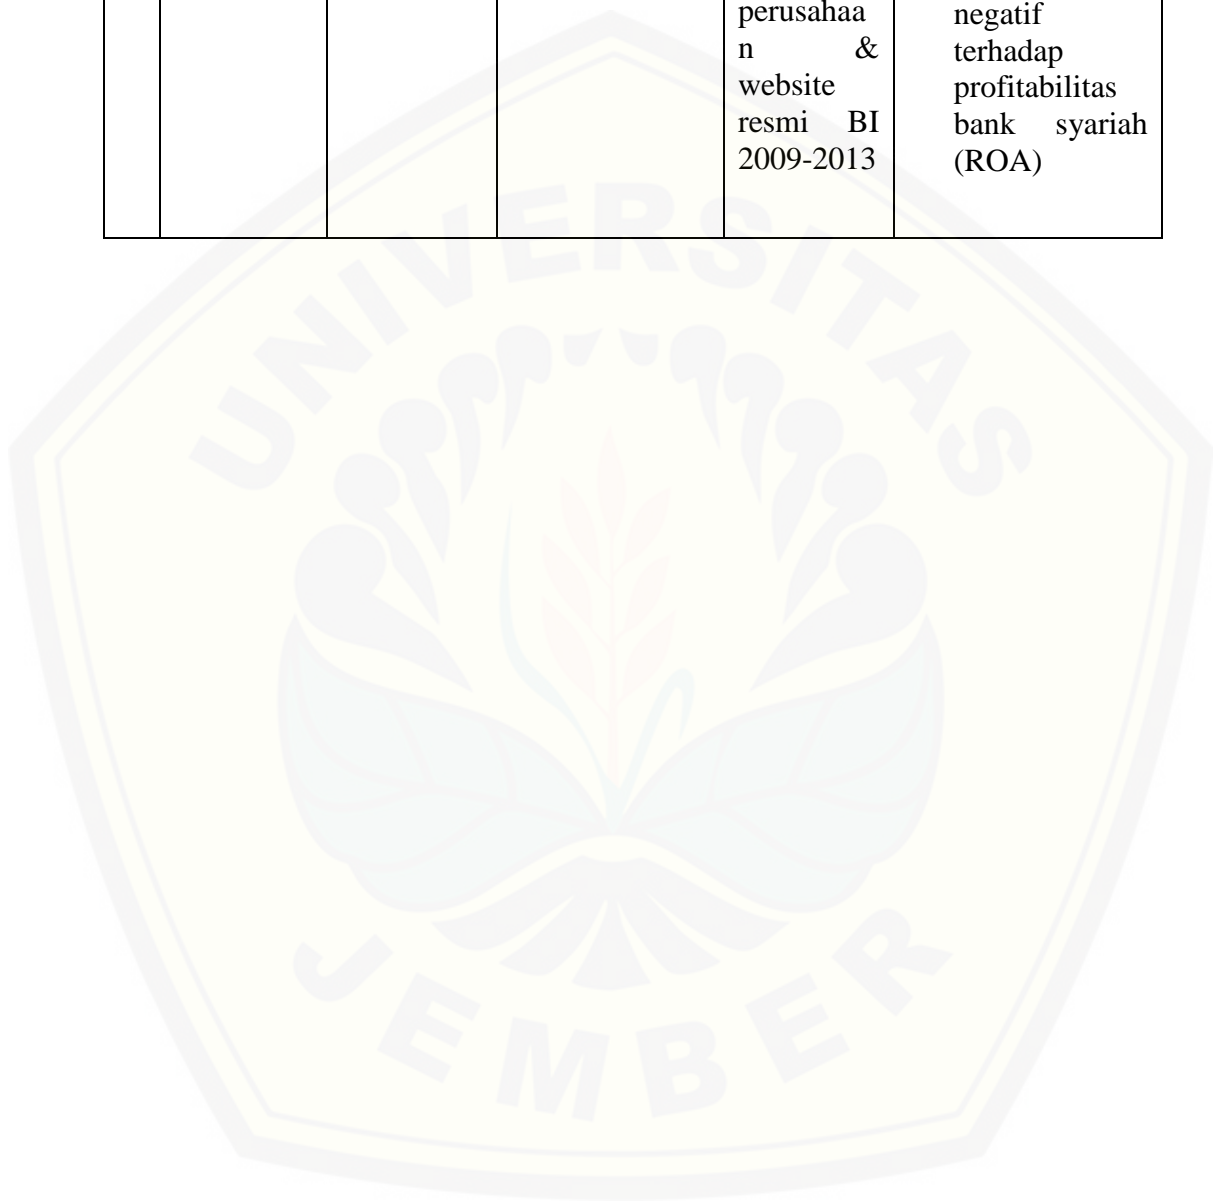 perusahaa
n &
website
resmi BI
2009-2013
negatif
terhadap
profitabilitas
bank syariah
(ROA)
UNIVERSITAS
JEMBER